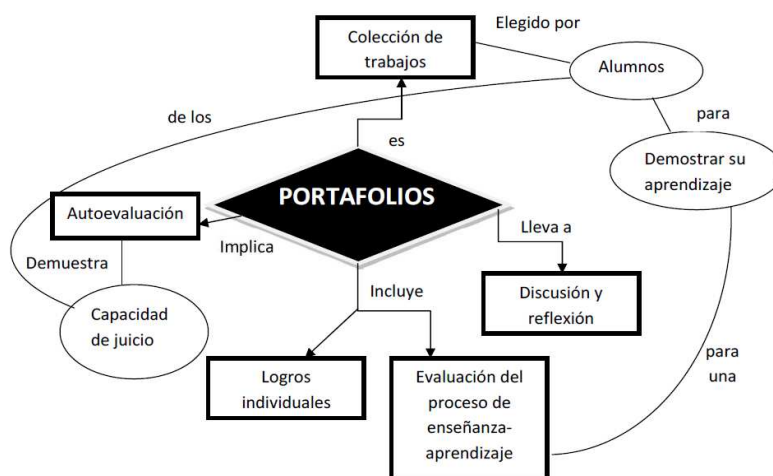 Colección de
trabajos
Elegido por
Alumnos
de los
para
es
Demostrar su
aprendizaje
PORTAFOLIOS
Autoevaluación
Implica
Lleva a
Demuestra
Discusión y
reflexión
Incluye
Capacidad
de juicio
para
una
Logros
individuales
Evaluación del
proceso de
enseñanza-
aprendizaje